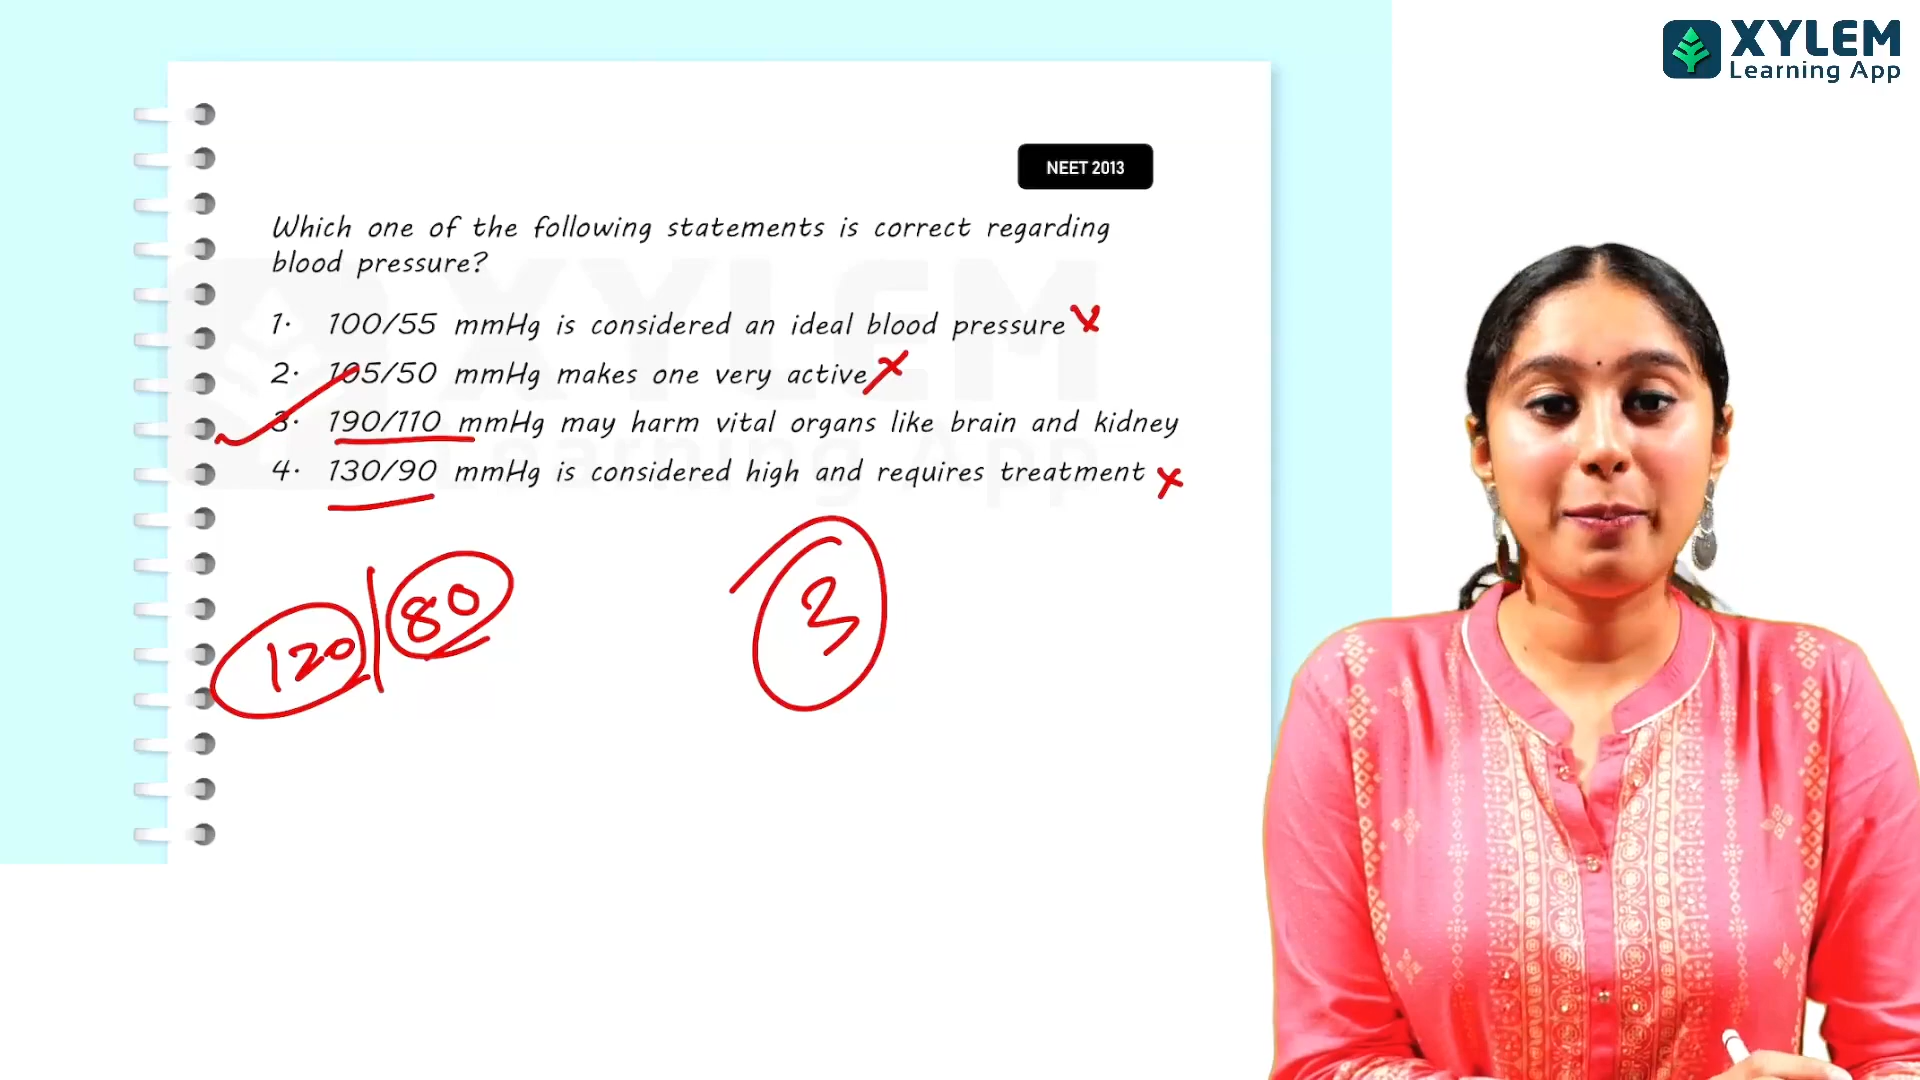 XYLEM
Learning App
NEET 2013
Which one of the following statements is correct regarding
blood pressure?
1. 100/55 mmHg is considered an ideal blood pressure
2. 105/50 mmHg makes one very active
3. 190/110 mmHg may harm vital organs like brain and kidney
4. 130/90 mmHg is considered high and requires treatment
120 | 80
3
XYLEM
Learning App